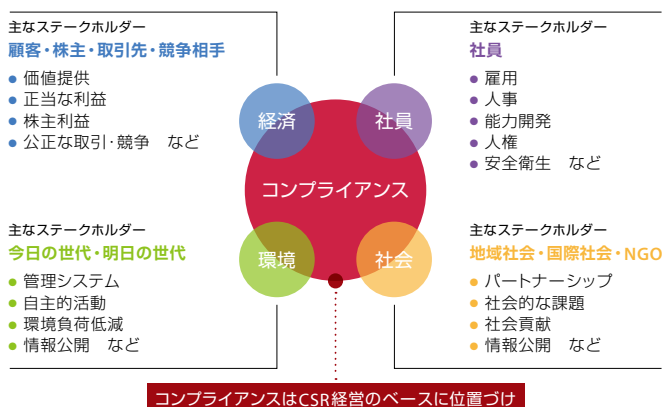 主なステークホルダー
顧客・株主・取引先・競争相手
● 価値提供
● 正当な利益
● 株主利益
● 公正な取引・競争　など
主なステークホルダー
社員
● 雇用
● 人事
● 能力開発
● 人権
● 安全衛生　など
経済
社員
コンプライアンス
環境
社会
主なステークホルダー
今日の世代・明日の世代
● 管理システム
● 自主的活動
● 環境負荷低減
● 情報公開　など
主なステークホルダー
地域社会・国際社会・NGO
● パートナーシップ
● 社会的な課題
● 社会貢献
● 情報公開　など
コンプライアンスはCSR経営のベースに位置づけ